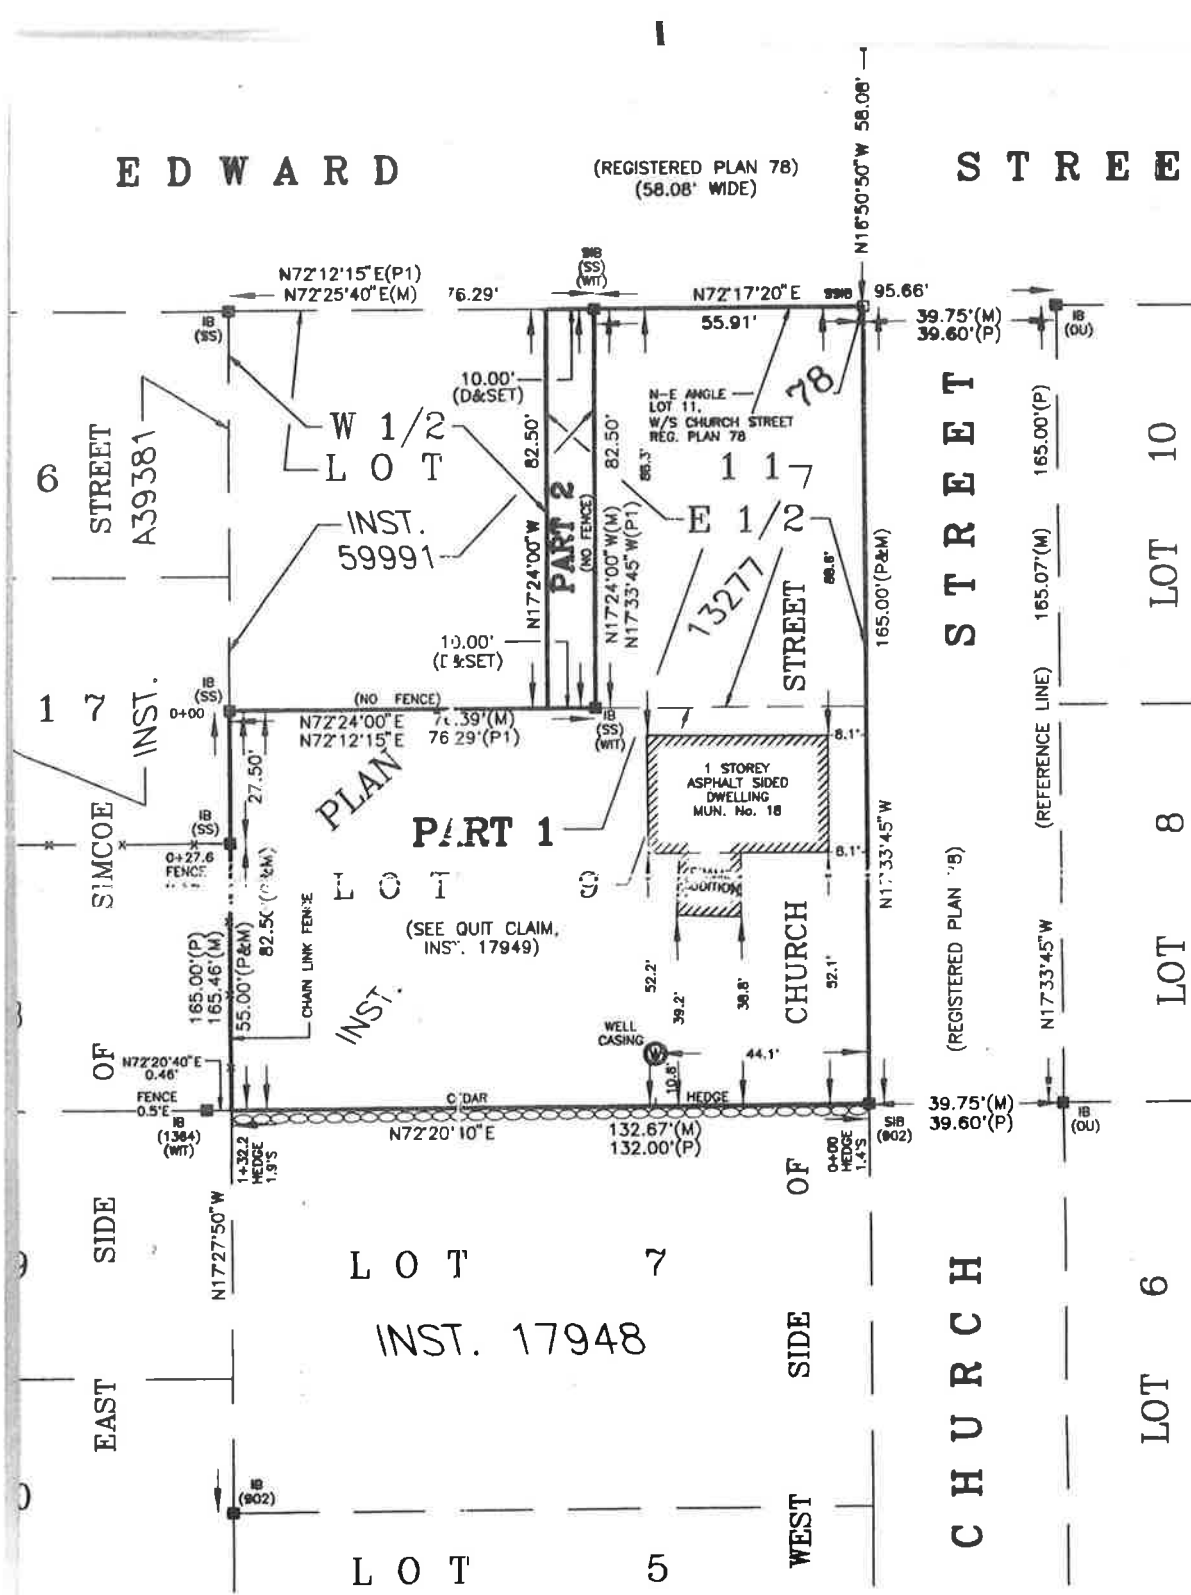 EDWARD
(REGISTERED PLAN 78)
(58.08' WIDE)
STREE
N16°50'50"W 58.08'
N72°12'15"E(P1)
N72°25'40"E(M)
76.29'
SIB
(SS)
(WIT)
N72°17'20"E
55.91'
SSIB
95.66'
39.75'(M)
39.60'(P)
IB
(OU)
IB
(SS)
10.00'
(D&SET)
N-E ANGLE
LOT 11,
W/S CHURCH STREET
REG. PLAN 78
78
W 1/2
LOT
INST.
59991
82.50'
N17°24'00"W
PART 2
(NO FENCE)
82.50'
N17°24'00"W(M)
N17°33'45"W(P1)
86.3'
11
E 1/2
13277
88.6'
165.00'(P&M)
STREET
STREET
165.00'(P)
165.07'(M)
(REFERENCE LINE)
10
LOT
6
STREET
A39381
INST.
17
10.00'
IB
(SS)
0+00
(NO FENCE)
N72°24'00"E
N72°12'15"E
76.29'(P1)
IB
(SS)
(WIT)
8.1'
1 STOREY
ASPHALT SIDED
DWELLING
MUN. No. 18
8.1'
27.50'
PLAN
PART 1
LOT 9
(SEE QUIT CLAIM,
INST. 17949)
INST.
IB
(SS)
0+27.6
FENCE
SIMCOE
165.00'(P)
165.46'(M)
55.00'(P&M)
CHAIN LINK FENCE
52.2'
39.2'
38.8'
52.1'
CHURCH
N17°33'45"W
(REGISTERED PLAN 78)
N17°33'45"W
8
LOT
WELL
CASING
W
44.1'
10.8'
OF
N72°20'40"E
0.46'
FENCE
0.5'E
IB
(1364)
(WIT)
CEDAR
HEDGE
N72°20'10"E
132.67'(M)
132.00'(P)
1+32.2
HEDGE
1.9'S
0+00
HEDGE
1.4'S
SIB
(902)
39.75'(M)
39.60'(P)
IB
(OU)
N17°27'50"W
SIDE
OF
LOT 7
INST. 17948
SIDE
CHURCH
6
LOT
EAST
IB
(902)
WEST
LOT 5